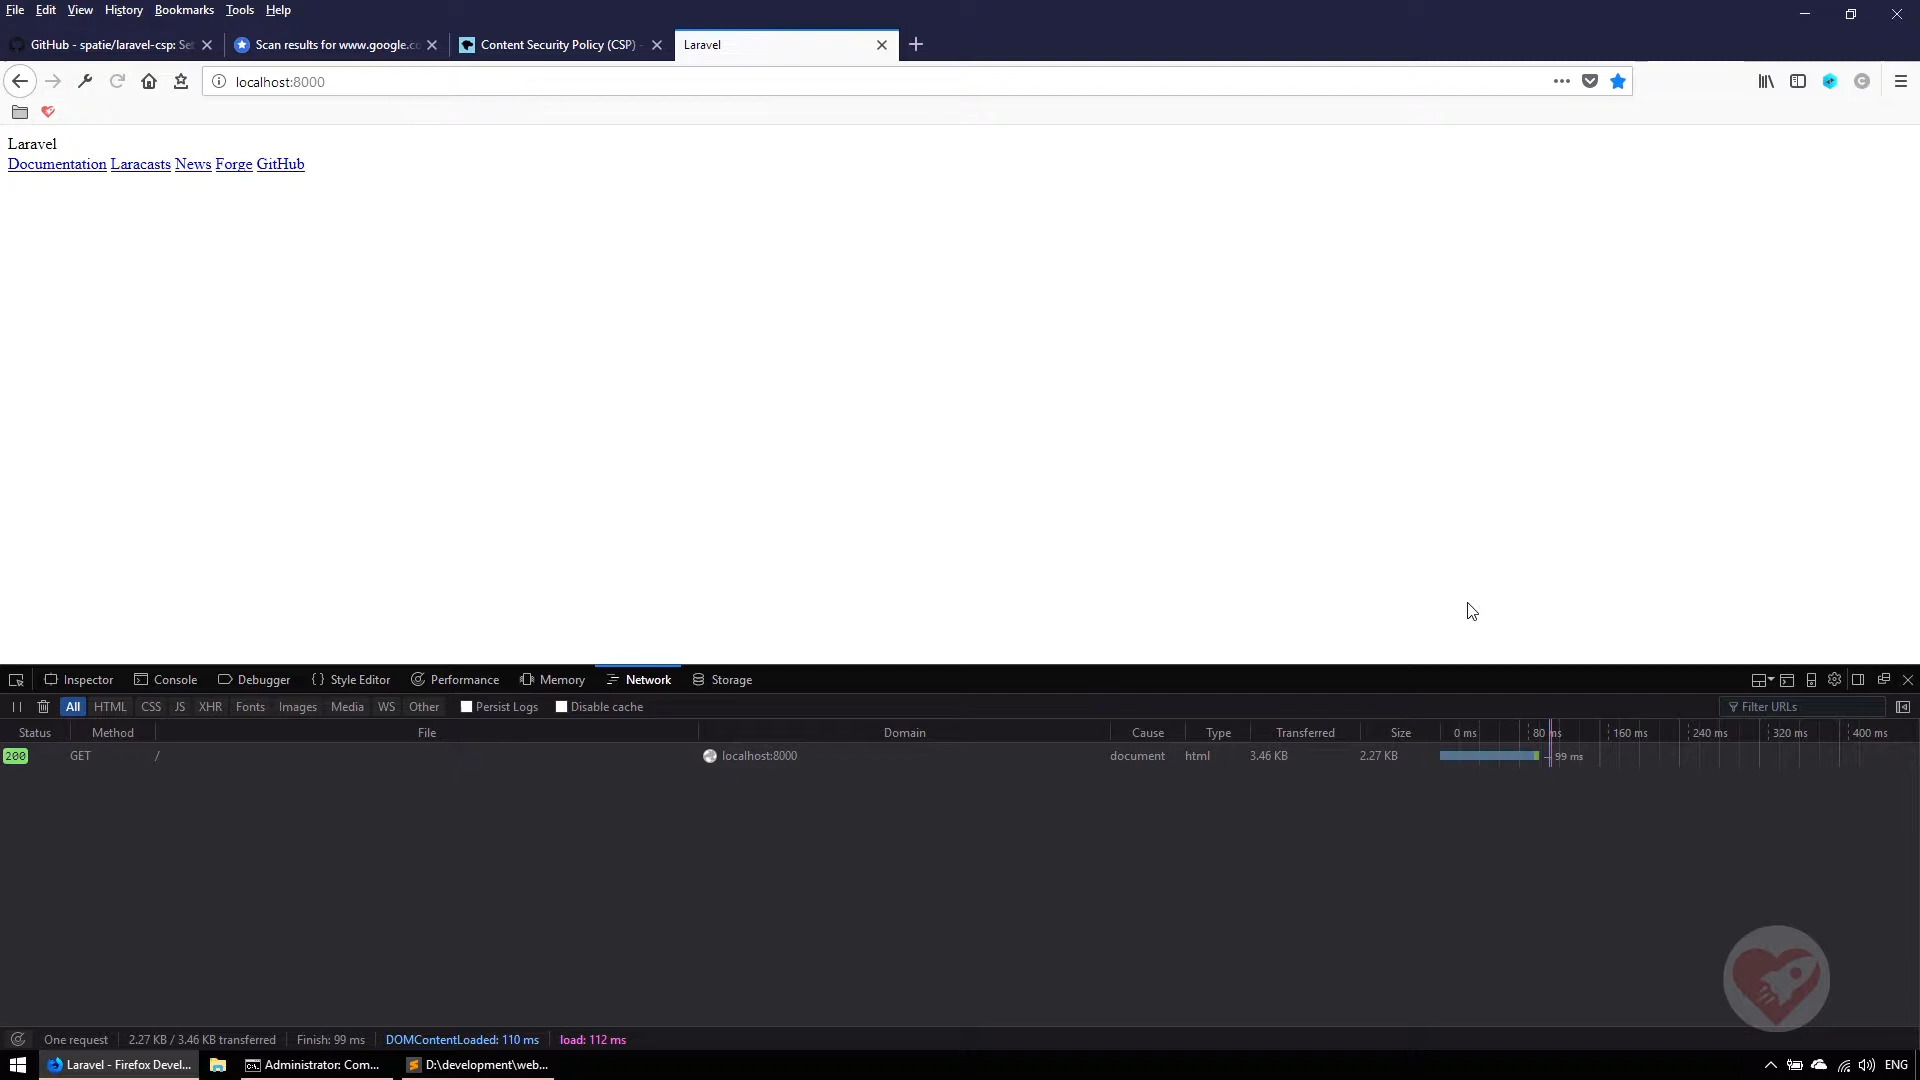 File Edit View History Bookmarks Tools Help
GitHub - spatie/laravel-csp: Se
Scan results for www.google.co
Content Security Policy (CSP) -
Laravel
localhost:8000
Laravel
Documentation Laracasts News Forge GitHub
Inspector Console Debugger Style Editor Performance Memory Network Storage
All HTML CSS JS XHR Fonts Images Media WS Other Persist Logs Disable cache Filter URLs
Status Method File Domain Cause Type Transferred Size 0 ms 80 ms 160 ms 240 ms 320 ms 400 ms
200 GET / localhost:8000 document html 3.46 KB 2.27 KB → 99 ms
One request 2.27 KB / 3.46 KB transferred Finish: 99 ms DOMContentLoaded: 110 ms load: 112 ms
Laravel - Firefox Devel... Administrator: Com... D:\development\web... ENG